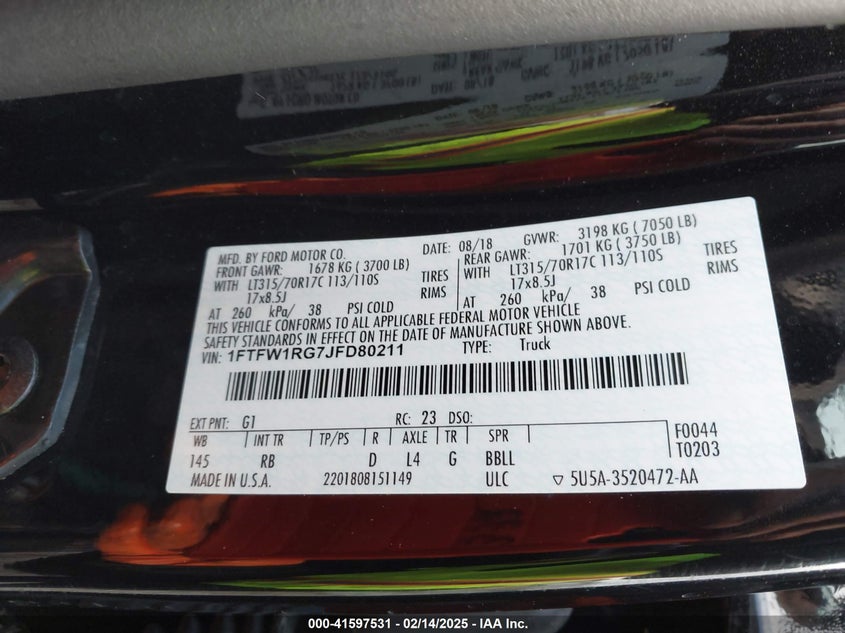 MFD. BY FORD MOTOR CO. DATE: 08/18 GVWR: 3198 KG ( 7050 LB)
FRONT GAWR: 1678 KG ( 3700 LB) REAR GAWR: 1701 KG ( 3750 LB)
WITH LT315/70R17C 113/110S TIRES WITH LT315/70R17C 113/110S TIRES
17x8.5J RIMS 17x8.5J RIMS
AT 260 kPa/ 38 PSI COLD AT 260 kPa/ 38 PSI COLD
THIS VEHICLE CONFORMS TO ALL APPLICABLE FEDERAL MOTOR VEHICLE
SAFETY STANDARDS IN EFFECT ON THE DATE OF MANUFACTURE SHOWN ABOVE.
VIN: 1FTFW1RG7JFD80211 TYPE: Truck
EXT PNT: G1 RC: 23 DSO:
WB INT TR TP/PS R AXLE TR SPR F0044
145 RB D L4 G BBLL T0203
MADE IN U.S.A. 2201808151149 ULC ▽ 5U5A-3520472-AA
000-41597531 - 02/14/2025 - IAA Inc.